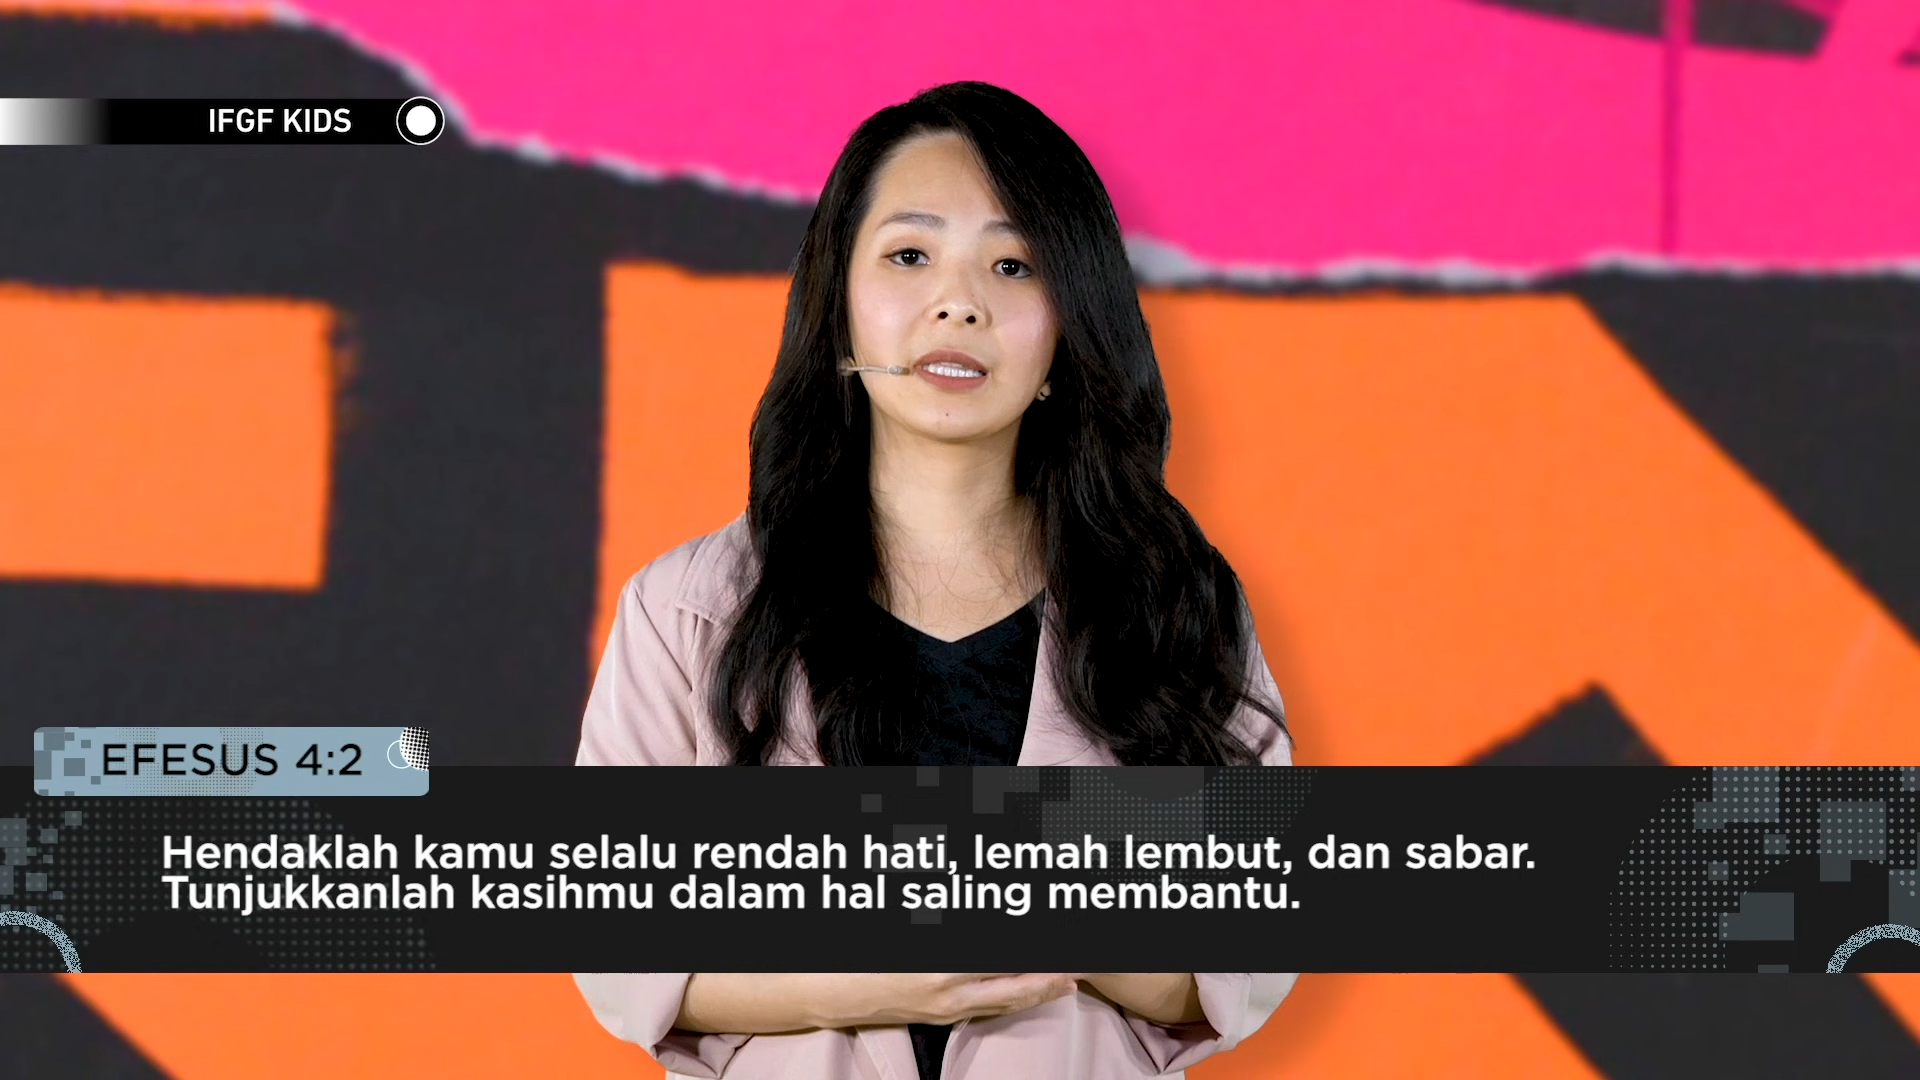 IFGF KIDS
EFESUS 4:2
Hendaklah kamu selalu rendah hati, lemah lembut, dan sabar.
Tunjukkanlah kasihmu dalam hal saling membantu.